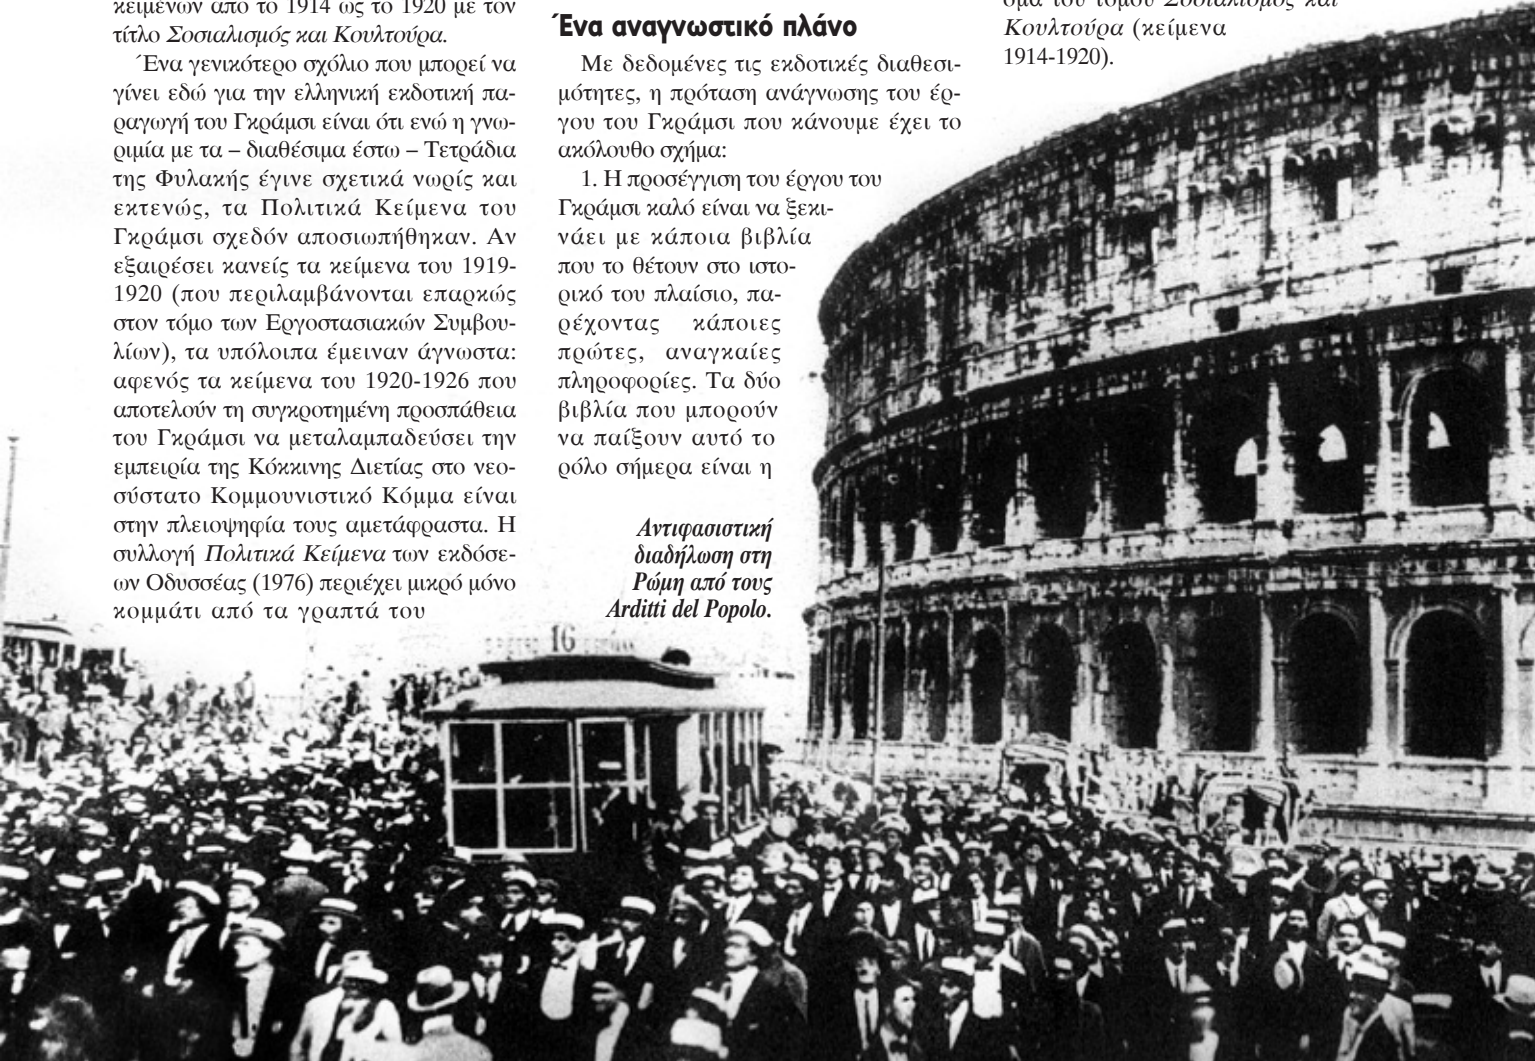 κειμένων από το 1914 ως το 1920 με τον
τίτλο Σοσιαλισμός και Κουλτούρα.
Ένα γενικότερο σχόλιο που μπορεί να
γίνει εδώ για την ελληνική εκδοτική πα-
ραγωγή του Γκράμσι είναι ότι ενώ η γνω-
ριμία με τα – διαθέσιμα έστω – Τετράδια
της Φυλακής έγινε σχετικά νωρίς και
εκτενώς, τα Πολιτικά Κείμενα του
Γκράμσι σχεδόν αποσιωπήθηκαν. Αν
εξαιρέσει κανείς τα κείμενα του 1919-
1920 (που περιλαμβάνονται επαρκώς
στον τόμο των Εργοστασιακών Συμβου-
λίων), τα υπόλοιπα έμειναν άγνωστα:
αφενός τα κείμενα του 1920-1926 που
αποτελούν τη συγκροτημένη προσπάθεια
του Γκράμσι να μεταλαμπαδεύσει την
εμπειρία της Κόκκινης Διετίας στο νεο-
σύστατο Κομμουνιστικό Κόμμα είναι
στην πλειοψηφία τους αμετάφραστα. Η
συλλογή Πολιτικά Κείμενα των εκδόσε-
ων Οδυσσέας (1976) περιέχει μικρό μόνο
κομμάτι από τα γραπτά του
Ένα αναγνωστικό πλάνο
Με δεδομένες τις εκδοτικές διαθεσι-
μότητες, η πρόταση ανάγνωσης του έρ-
γου του Γκράμσι που κάνουμε έχει το
ακόλουθο σχήμα:
1. Η προσέγγιση του έργου του
Γκράμσι καλό είναι να ξεκι-
νάει με κάποια βιβλία
που το θέτουν στο ιστο-
ρικό του πλαίσιο, πα-
ρέχοντας κάποιες
πρώτες, αναγκαίες
πληροφορίες. Τα δύο
βιβλία που μπορούν
να παίξουν αυτό το
ρόλο σήμερα είναι η
Αντιφασιστική
διαδήλωση στη
Ρώμη από τους
Arditti del Popolo.
του τόμου Σοσιαλισμός και
Κουλτούρα (κείμενα
1914-1920).
16